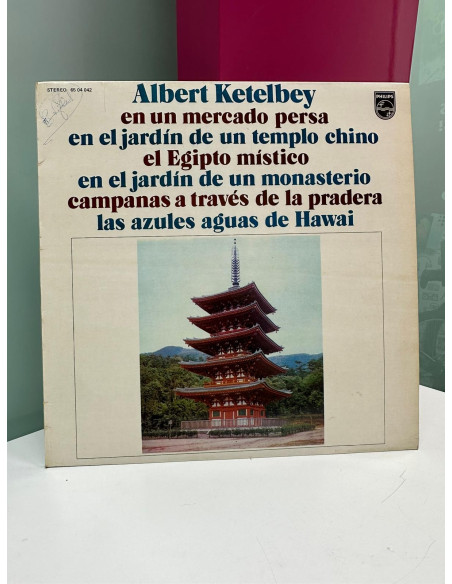 STEREO 65 04 042
PHILIPS
Albert Ketelbey
en un mercado persa
en el jardín de un templo chino
el Egipto místico
en el jardín de un monasterio
campanas a través de la pradera
las azules aguas de Hawai